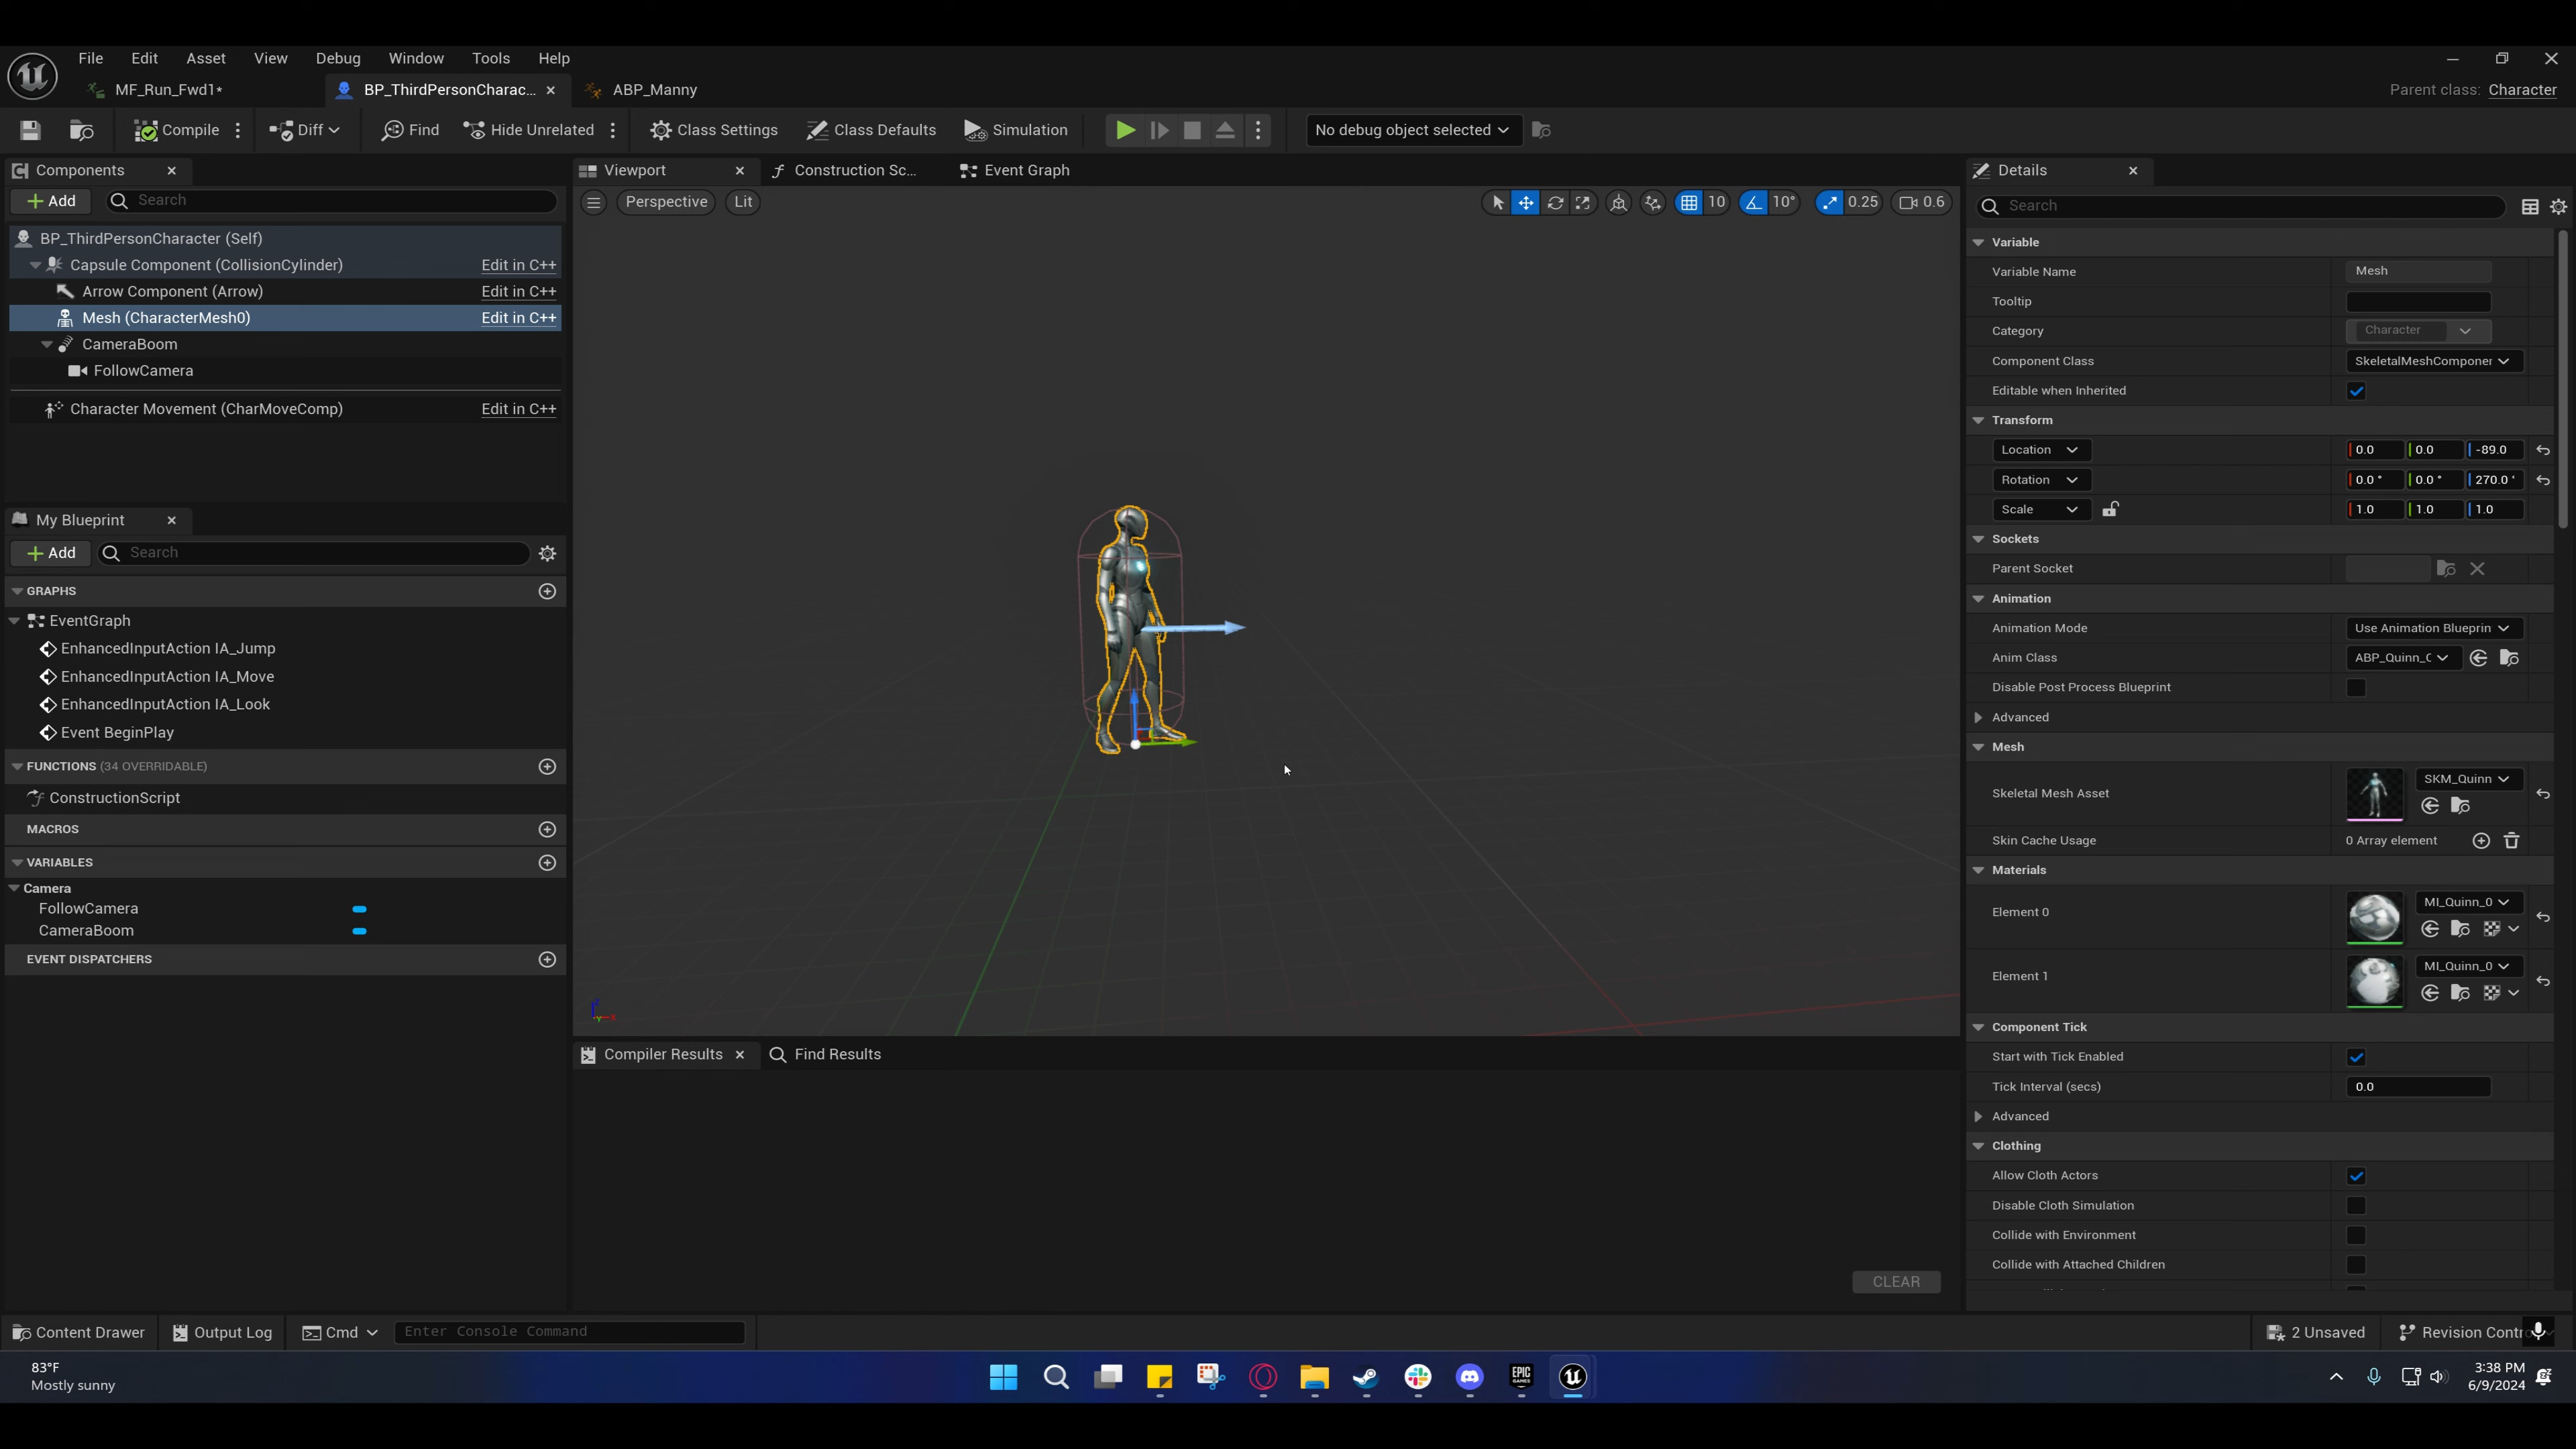 File Edit Asset View Debug Window Tools Help
MF_Run_Fwd1* BP_ThirdPersonCharac... ABP_Manny Parent class: Character
Compile Diff Find Hide Unrelated Class Settings Class Defaults Simulation No debug object selected
Components
Add Search
BP_ThirdPersonCharacter (Self)
Capsule Component (CollisionCylinder) Edit in C++
Arrow Component (Arrow) Edit in C++
Mesh (CharacterMesh0) Edit in C++
CameraBoom
FollowCamera
Character Movement (CharMoveComp) Edit in C++
My Blueprint
Add Search
GRAPHS
EventGraph
EnhancedInputAction IA_Jump
EnhancedInputAction IA_Move
EnhancedInputAction IA_Look
Event BeginPlay
FUNCTIONS (34 OVERRIDABLE)
ConstructionScript
MACROS
VARIABLES
Camera
FollowCamera
CameraBoom
EVENT DISPATCHERS
Viewport Construction Sc... Event Graph
Perspective Lit 10 10° 0.25 0.6
Compiler Results Find Results
CLEAR
Details
Search
Variable
Variable Name Mesh
Tooltip
Category Character
Component Class SkeletalMeshComponer
Editable when Inherited
Transform
Location 0.0 0.0 -89.0
Rotation 0.0 ° 0.0 ° 270.0 °
Scale 1.0 1.0 1.0
Sockets
Parent Socket
Animation
Animation Mode Use Animation Blueprin
Anim Class ABP_Quinn_C
Disable Post Process Blueprint
Advanced
Mesh
Skeletal Mesh Asset SKM_Quinn
Skin Cache Usage 0 Array element
Materials
Element 0 MI_Quinn_0
Element 1 MI_Quinn_0
Component Tick
Start with Tick Enabled
Tick Interval (secs) 0.0
Advanced
Clothing
Allow Cloth Actors
Disable Cloth Simulation
Collide with Environment
Collide with Attached Children
Content Drawer Output Log Cmd Enter Console Command 2 Unsaved Revision Contr
83°F
Mostly sunny
EPIC
GAMES
3:38 PM
6/9/2024